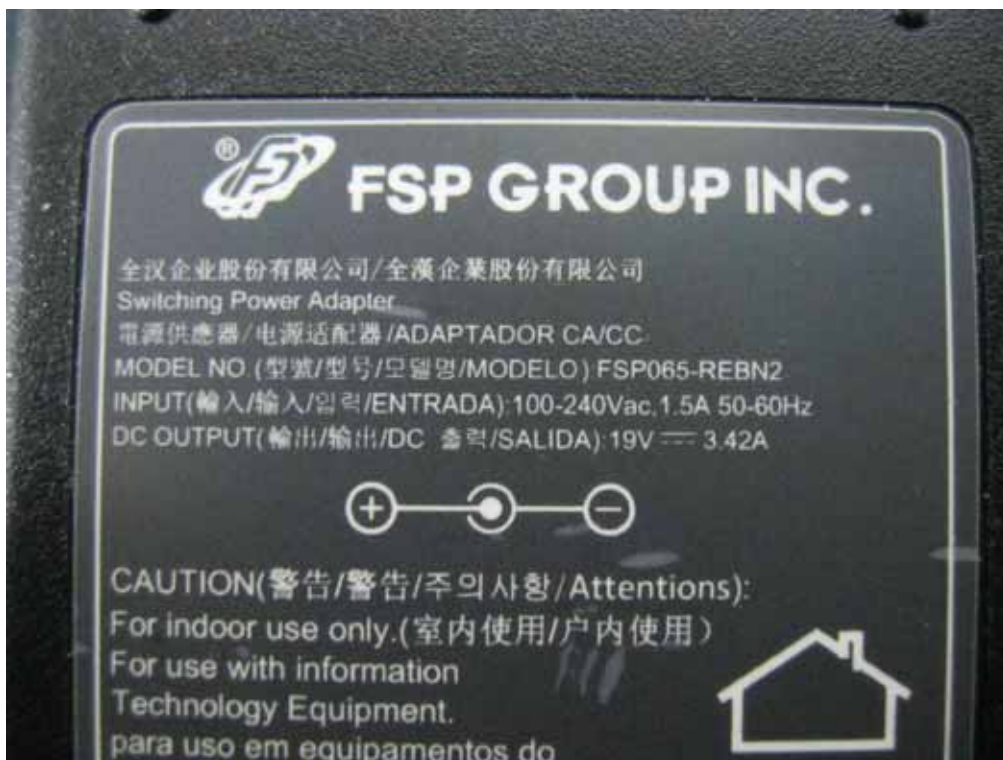 ® FSP GROUP INC.
全汉企业股份有限公司/全漢企業股份有限公司
Switching Power Adapter
電源供應器/电源适配器/ADAPTADOR CA/CC
MODEL NO.(型號/型号/모델명/MODELO):FSP065-REBN2
INPUT(輸入/输入/입력/ENTRADA):100-240Vac,1.5A 50-60Hz
DC OUTPUT(輸出/输出/DC 출력/SALIDA):19V ⎓ 3.42A
CAUTION(警告/警告/주의사항/Attentions):
For indoor use only.(室内使用/户内使用)
For use with information
Technology Equipment.
para uso em equipamentos do